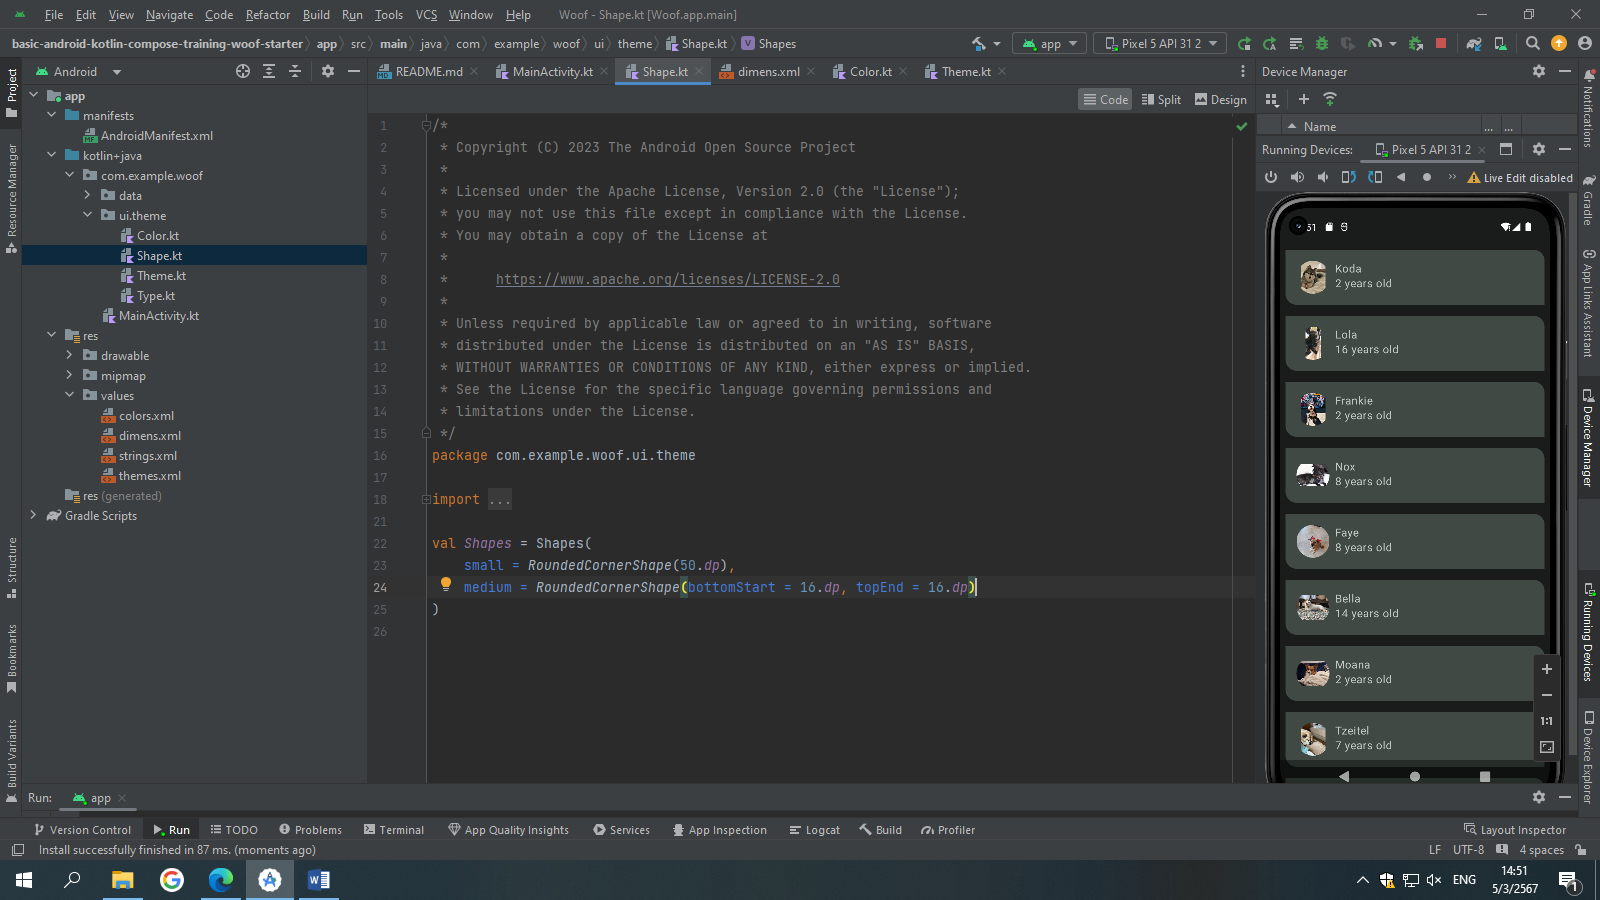 File Edit View Navigate Code Refactor Build Run Tools VCS Window Help Woof - Shape.kt [Woof.app.main]
basic-android-kotlin-compose-training-woof-starter app src main java com example woof ui theme Shape.kt Shapes
app Pixel 5 API 31 2
Android
README.md MainActivity.kt Shape.kt dimens.xml Color.kt Theme.kt
Device Manager
Code Split Design
Project
Resource Manager
Structure
Bookmarks
Build Variants
app
manifests
AndroidManifest.xml
kotlin+java
com.example.woof
data
ui.theme
Color.kt
Shape.kt
Theme.kt
Type.kt
MainActivity.kt
res
drawable
mipmap
values
colors.xml
dimens.xml
strings.xml
themes.xml
res (generated)
Gradle Scripts
1 /*
2 * Copyright (C) 2023 The Android Open Source Project
3 *
4 * Licensed under the Apache License, Version 2.0 (the "License");
5 * you may not use this file except in compliance with the License.
6 * You may obtain a copy of the License at
7 *
8 * https://www.apache.org/licenses/LICENSE-2.0
9 *
10 * Unless required by applicable law or agreed to in writing, software
11 * distributed under the License is distributed on an "AS IS" BASIS,
12 * WITHOUT WARRANTIES OR CONDITIONS OF ANY KIND, either express or implied.
13 * See the License for the specific language governing permissions and
14 * limitations under the License.
15 */
16 package com.example.woof.ui.theme
17
18 import ...
21
22 val Shapes = Shapes(
23 small = RoundedCornerShape(50.dp),
24 medium = RoundedCornerShape(bottomStart = 16.dp, topEnd = 16.dp)
25 )
26
Name ... ...
Running Devices: Pixel 5 API 31 2
Live Edit disabled
51
Koda
2 years old
Lola
16 years old
Frankie
2 years old
Nox
8 years old
Faye
8 years old
Bella
14 years old
Moana
2 years old
Tzeitel
7 years old
1:1
Notifications
Gradle
App Links Assistant
Device Manager
Running Devices
Device Explorer
Run: app
Version Control Run TODO Problems Terminal App Quality Insights Services App Inspection Logcat Build Profiler Layout Inspector
Install successfully finished in 87 ms. (moments ago) LF UTF-8 4 spaces
ENG
14:51
5/3/2567
1